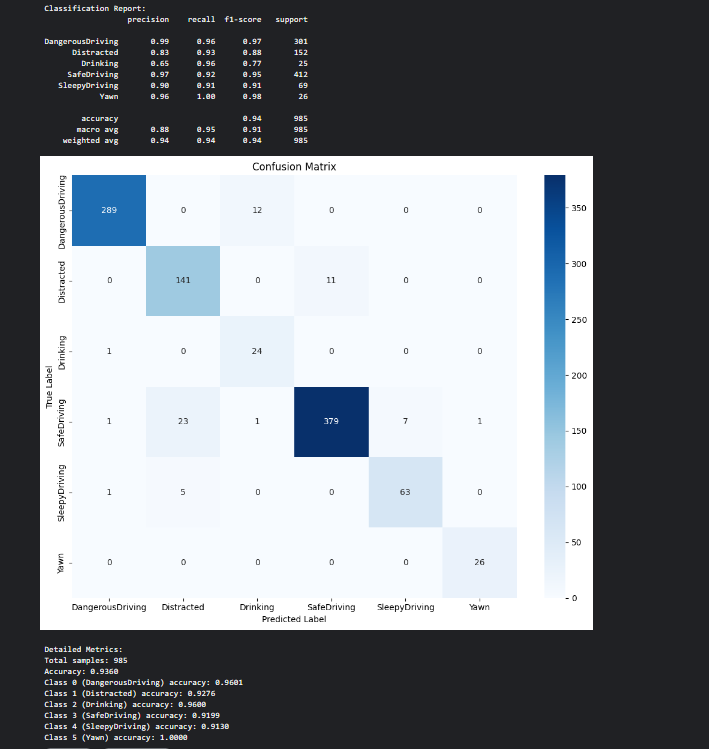 Classification Report:
precision recall f1-score support
DangerousDriving 0.99 0.96 0.97 301
Distracted 0.83 0.93 0.88 152
Drinking 0.65 0.96 0.77 25
SafeDriving 0.97 0.92 0.95 412
SleepyDriving 0.90 0.91 0.91 69
Yawn 0.96 1.00 0.98 26
accuracy 0.94 985
macro avg 0.88 0.95 0.91 985
weighted avg 0.94 0.94 0.94 985
Confusion Matrix
True Label
DangerousDriving 289 0 12 0 0 0
Distracted 0 141 0 11 0 0
Drinking 1 0 24 0 0 0
SafeDriving 1 23 1 379 7 1
SleepyDriving 1 5 0 0 63 0
Yawn 0 0 0 0 0 26
DangerousDriving Distracted Drinking SafeDriving SleepyDriving Yawn
Predicted Label
350
300
250
200
150
100
50
0
Detailed Metrics:
Total samples: 985
Accuracy: 0.9360
Class 0 (DangerousDriving) accuracy: 0.9601
Class 1 (Distracted) accuracy: 0.9276
Class 2 (Drinking) accuracy: 0.9600
Class 3 (SafeDriving) accuracy: 0.9199
Class 4 (SleepyDriving) accuracy: 0.9130
Class 5 (Yawn) accuracy: 1.0000